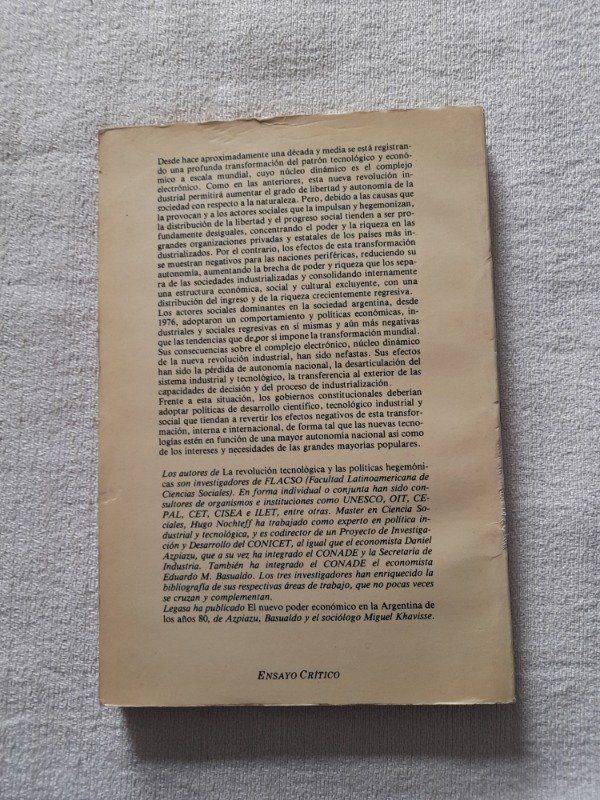 Desde hace aproximadamente una década y media se está registran-
do una profunda transformación del patrón tecnológico y econó-
mico a escala mundial, cuyo núcleo dinámico es el complejo
electrónico. Como en las anteriores, esta nueva revolución in-
dustrial permitirá aumentar el grado de libertad y autonomía de la
sociedad con respecto a la naturaleza. Pero, debido a las causas que
la provocan y a los actores sociales que la impulsan y hegemonizan,
la distribución de la libertad y el progreso social tienden a ser pro-
fundamente desiguales, concentrando el poder y la riqueza en las
grandes organizaciones privadas y estatales de los países más in-
dustrializados. Por el contrario, los efectos de esta transformación
se muestran negativos para las naciones periféricas, reduciendo su
autonomía, aumentando la brecha de poder y riqueza que los sepa-
ra de las sociedades industrializadas y consolidando internamente
una estructura económica, social y cultural excluyente, con una
distribución del ingreso y de la riqueza crecientemente regresiva.
Los actores sociales dominantes en la sociedad argentina, desde
1976, adoptaron un comportamiento y políticas económicas, in-
dustriales y sociales regresivas en sí mismas y aún más negativas
que las tendencias que de por sí impone la transformación mundial.
Sus consecuencias sobre el complejo electrónico, núcleo dinámico
de la nueva revolución industrial, han sido nefastas. Sus efectos
han sido la pérdida de autonomía nacional, la desarticulación del
sistema industrial y tecnológico, la transferencia al exterior de las
capacidades de decisión y del proceso de industrialización.
Frente a esta situación, los gobiernos constitucionales deberían
adoptar políticas de desarrollo científico, tecnológico industrial y
social que tiendan a revertir los efectos negativos de esta transfor-
mación, interna e internacional, de forma tal que las nuevas tecno-
logías estén en función de una mayor autonomía nacional así como
de los intereses y necesidades de las grandes mayorías populares.
Los autores de La revolución tecnológica y las políticas hegemóni-
cas son investigadores de FLACSO (Facultad Latinoamericana de
Ciencias Sociales). En forma individual o conjunta han sido con-
sultores de organismos e instituciones como UNESCO, OIT, CE-
PAL, CET, CISEA e ILET, entre otras. Master en Ciencia So-
ciales, Hugo Nochteff ha trabajado como experto en política in-
dustrial y tecnológica, y es codirector de un Proyecto de Investiga-
ción y Desarrollo del CONICET, al igual que el economista Daniel
Azpiazu, que a su vez ha integrado el CONADE y la Secretaría de
Industria. También ha integrado el CONADE el economista
Eduardo M. Basualdo. Los tres investigadores han enriquecido la
bibliografía de sus respectivas áreas de trabajo, que no pocas veces
se cruzan y complementan.
Legasa ha publicado El nuevo poder económico en la Argentina de
los años 80, de Azpiazu, Basualdo y el sociólogo Miguel Khavisse.
ENSAYO CRÍTICO